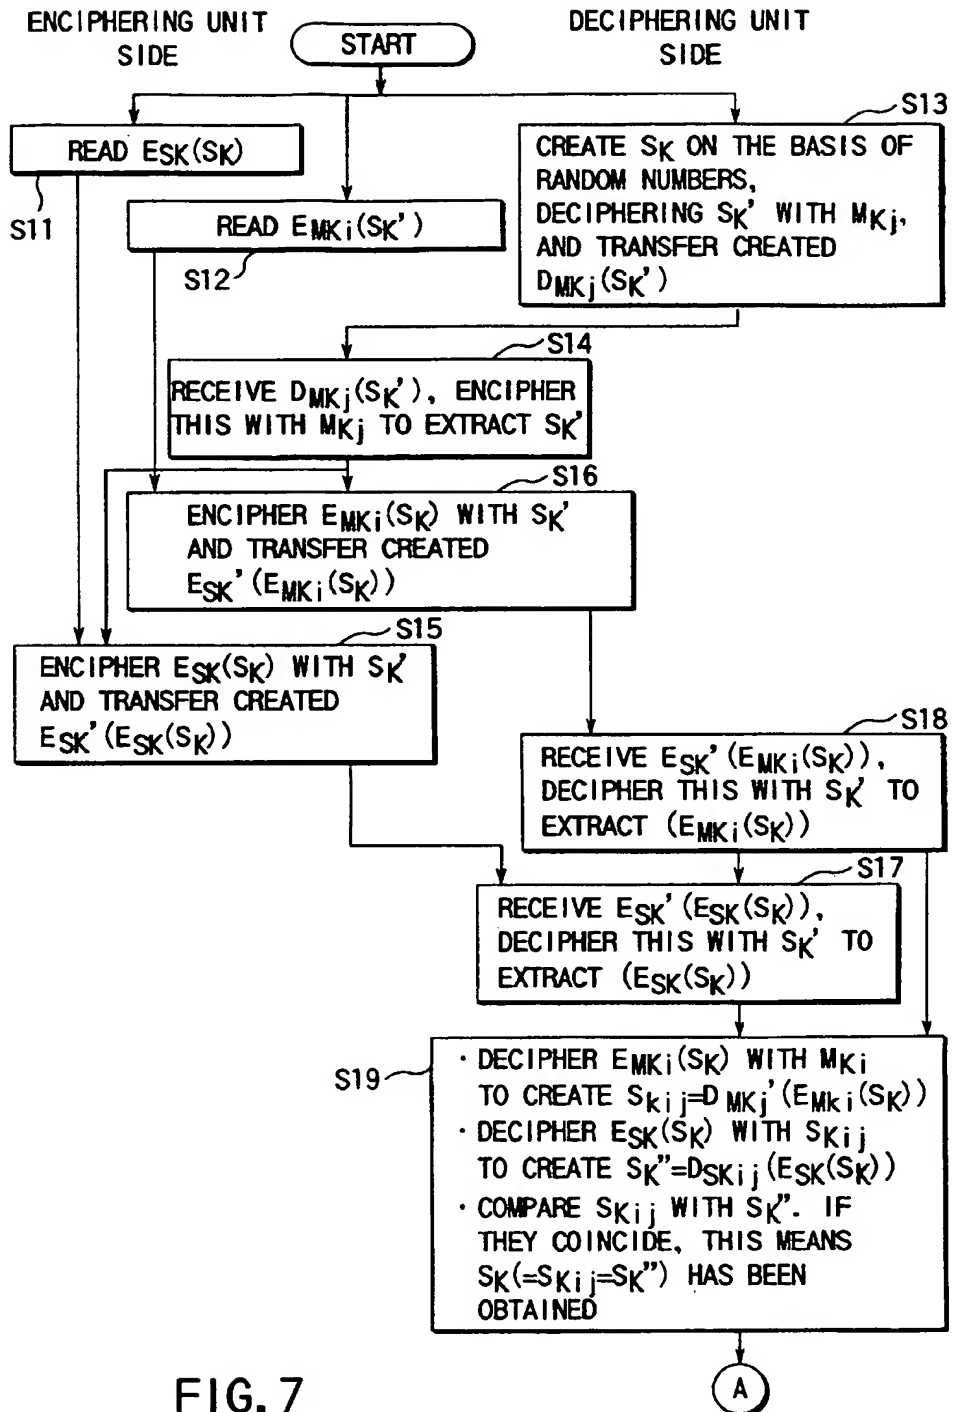 ENCIPHERING UNIT
SIDE
START
DECIPHERING UNIT
SIDE
S13
READ ESK(SK)
S11
READ EMKi(SK')
S12
CREATE SK ON THE BASIS OF
RANDOM NUMBERS,
DECIPHERING SK' WITH MKj,
AND TRANSFER CREATED
DMKj(SK')
S14
RECEIVE DMKj(SK'), ENCIPHER
THIS WITH MKj TO EXTRACT SK'
S16
ENCIPHER EMKi(SK) WITH SK'
AND TRANSFER CREATED
ESK'(EMKi(SK))
S15
ENCIPHER ESK(SK) WITH SK'
AND TRANSFER CREATED
ESK'(ESK(SK))
S18
RECEIVE ESK'(EMKi(SK)),
DECIPHER THIS WITH SK' TO
EXTRACT (EMKi(SK))
S17
RECEIVE ESK'(ESK(SK)),
DECIPHER THIS WITH SK' TO
EXTRACT (ESK(SK))
S19
· DECIPHER EMKi(SK) WITH MKi
TO CREATE Skij=DMKj'(EMki(SK))
· DECIPHER ESK(SK) WITH SKij
TO CREATE SK"=DSKij(ESK(SK))
· COMPARE SKij WITH SK". IF
THEY COINCIDE, THIS MEANS
SK(=SKij=SK") HAS BEEN
OBTAINED
A
FIG. 7